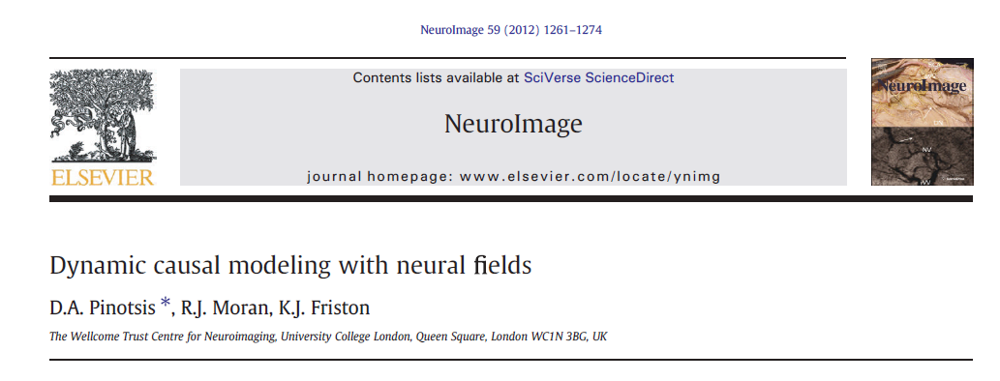 NeuroImage 59 (2012) 1261–1274
Contents lists available at SciVerse ScienceDirect
NeuroImage
journal homepage: www.elsevier.com/locate/ynimg
ELSEVIER
NeuroImage
NV
Dynamic causal modeling with neural fields
D.A. Pinotsis *, R.J. Moran, K.J. Friston
The Wellcome Trust Centre for Neuroimaging, University College London, Queen Square, London WC1N 3BG, UK